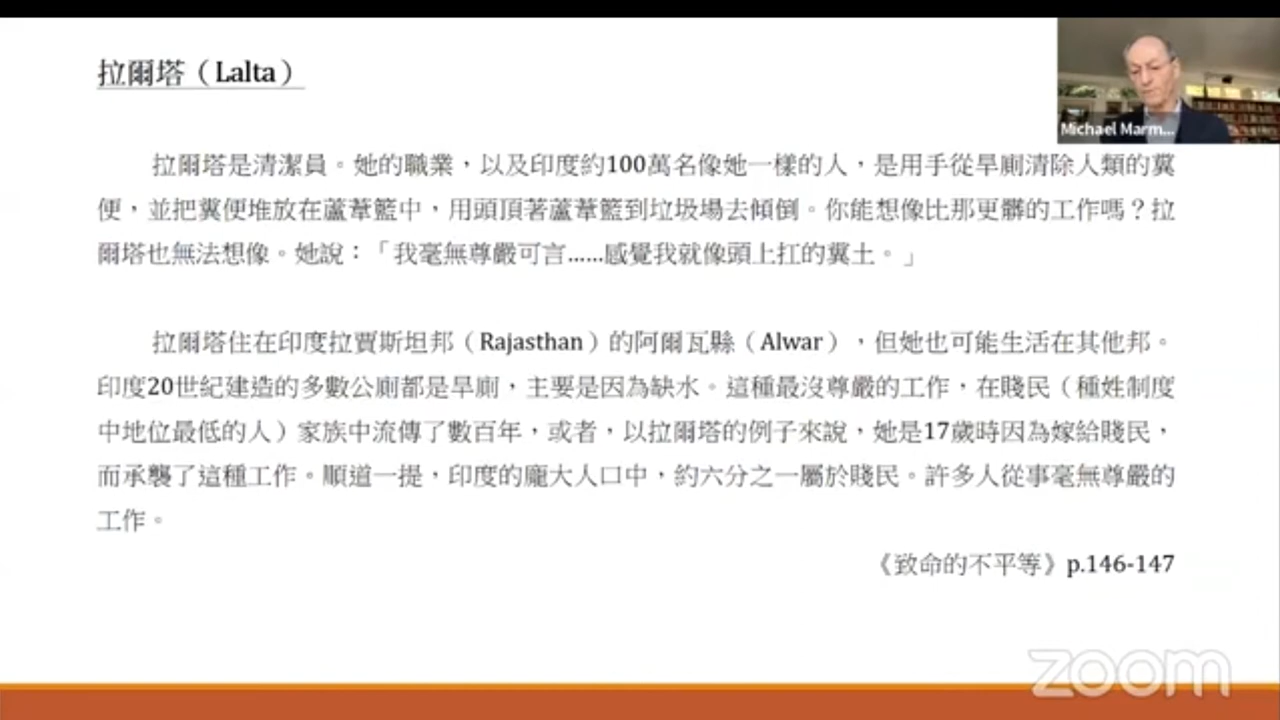 拉爾塔（Lalta）
Michael Marm...
拉爾塔是清潔員。她的職業，以及印度約100萬名像她一樣的人，是用手從旱廁清除人類的糞
便，並把糞便堆放在蘆葦籃中，用頭頂著蘆葦籃到垃圾場去傾倒。你能想像比那更髒的工作嗎？拉
爾塔也無法想像。她說：「我毫無尊嚴可言……感覺我就像頭上扛的糞土。」
拉爾塔住在印度拉賈斯坦邦（Rajasthan）的阿爾瓦縣（Alwar），但她也可能生活在其他邦。
印度20世紀建造的多數公廁都是旱廁，主要是因為缺水。這種最沒尊嚴的工作，在賤民（種姓制度
中地位最低的人）家族中流傳了數百年，或者，以拉爾塔的例子來說，她是17歲時因為嫁給賤民，
而承襲了這種工作。順道一提，印度的龐大人口中，約六分之一屬於賤民。許多人從事毫無尊嚴的
工作。
《致命的不平等》p.146-147
zoom